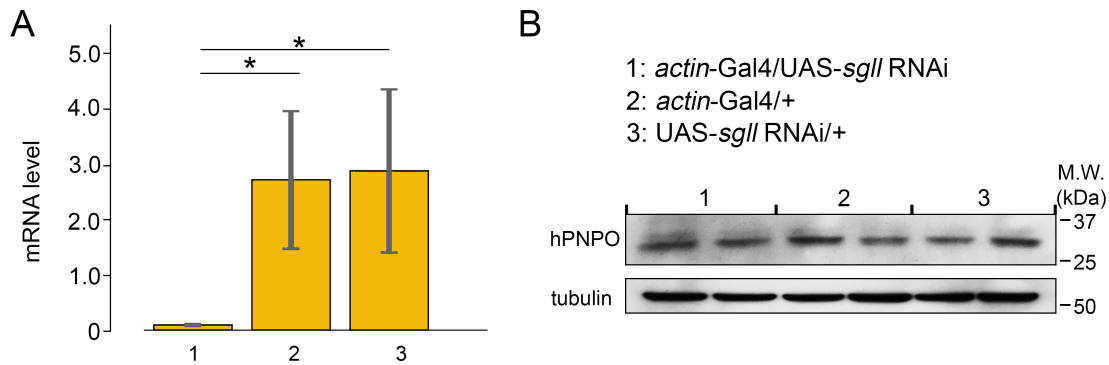 A
mRNA level
5.0
4.0
3.0
2.0
1.0
0
*
*
1
2
3
B
1: actin-Gal4/UAS-sgll RNAi
2: actin-Gal4/+
3: UAS-sgll RNAi/+
M.W.
(kDa)
1
2
3
hPNPO
37
25
tubulin
50